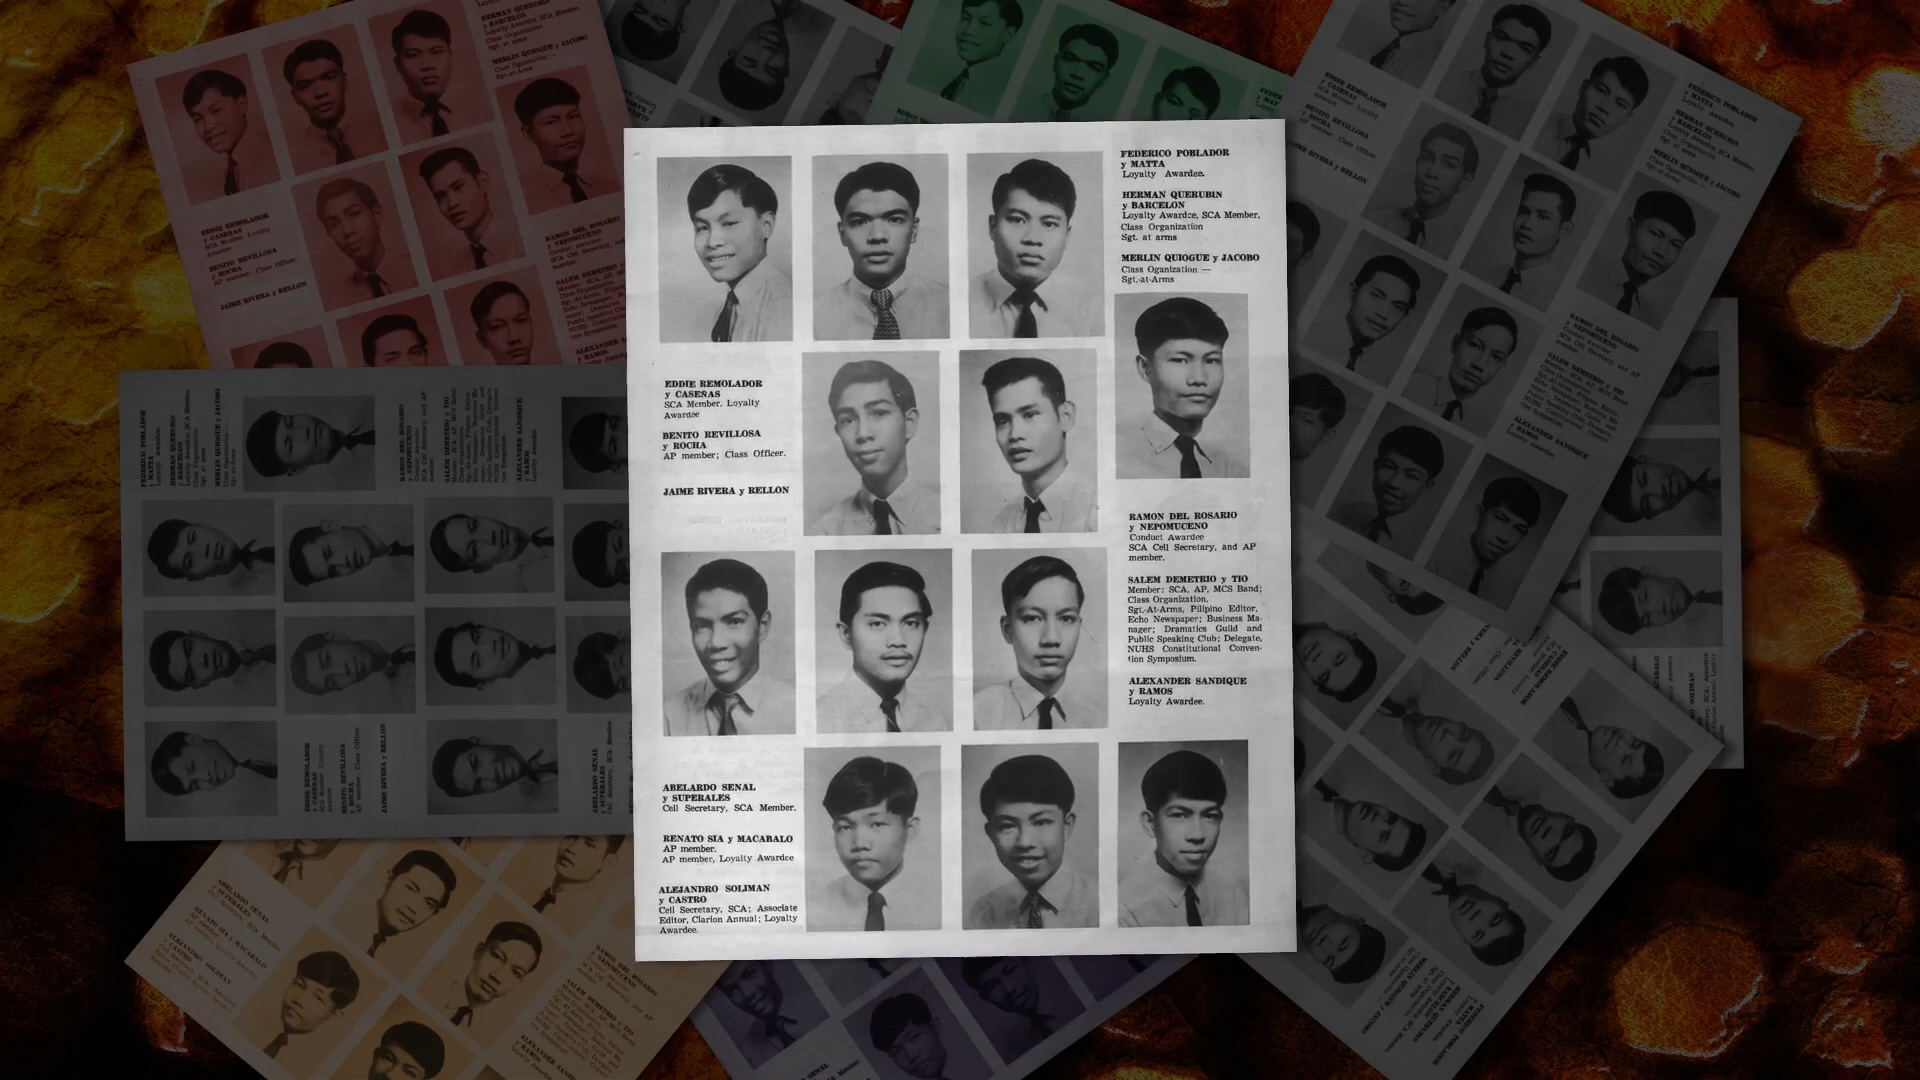 FEDERICO POBLADOR
y MATTA
Loyalty Awardee.
HERMAN QUERUBIN
y BARCELON
Loyalty Awardee, SCA Member,
Class Organization
Sgt. at arms
MERLIN QUIOGUE y JACOBO
Class Oganization —
Sgt.-at-Arms
EDDIE REMOLADOR
y CASEÑAS
SCA Member. Loyalty
Awardee
BENITO REVILLOSA
y ROCHA
AP member; Class Officer.
JAIME RIVERA y RELLON
RAMON DEL ROSARIO
y NEPOMUCENO
Conduct Awardee
SCA Cell Secretary, and AP
member.
SALEM DEMETRIO y TIO
Member: SCA, AP, MCS Band;
Class Organization.
Sgt.-At-Arms, Pilipino Editor,
Echo Newspaper; Business Ma-
nager; Dramatics Guild and
Public Speaking Club; Delegate,
NUHS Constitutional Conven-
tion Symposium.
ALEXANDER SANDIQUE
y RAMOS
Loyalty Awardee.
ABELARDO SENAL
y SUPERALES
Cell Secretary, SCA Member.
RENATO SIA y MACABALO
AP member.
AP member, Loyalty Awardee
ALEJANDRO SOLIMAN
y CASTRO
Cell Secretary, SCA; Associate
Editor, Clarion Annual; Loyalty
Awardee.